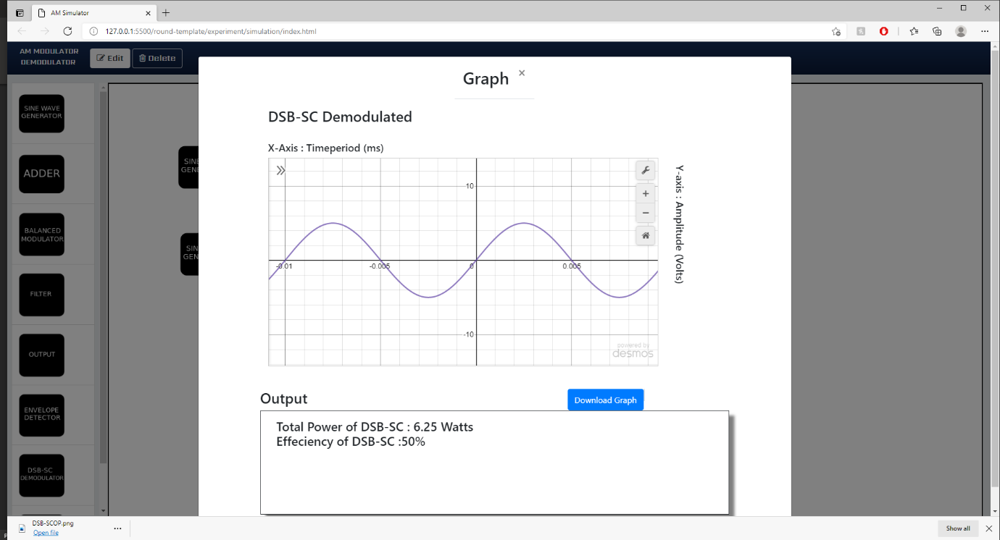 AM Simulator
127.0.0.1:5500/round-template/experiment/simulation/index.html
AM MODULATOR
DEMODULATOR
Edit
Delete
SINE WAVE
GENERATOR
ADDER
BALANCED
MODULATOR
FILTER
OUTPUT
ENVELOPE
DETECTOR
DSB-SC
DEMODULATOR
SINE
GENE
SIN
GEN
Graph
DSB-SC Demodulated
X-Axis : Timeperiod (ms)
Y-axis : Amplitude (Volts)
10
-0.01
-0.005
0
0.005
-10
powered by
desmos
Output
Download Graph
Total Power of DSB-SC : 6.25 Watts
Effeciency of DSB-SC :50%
DSB-SCOP.png
Open file
Show all